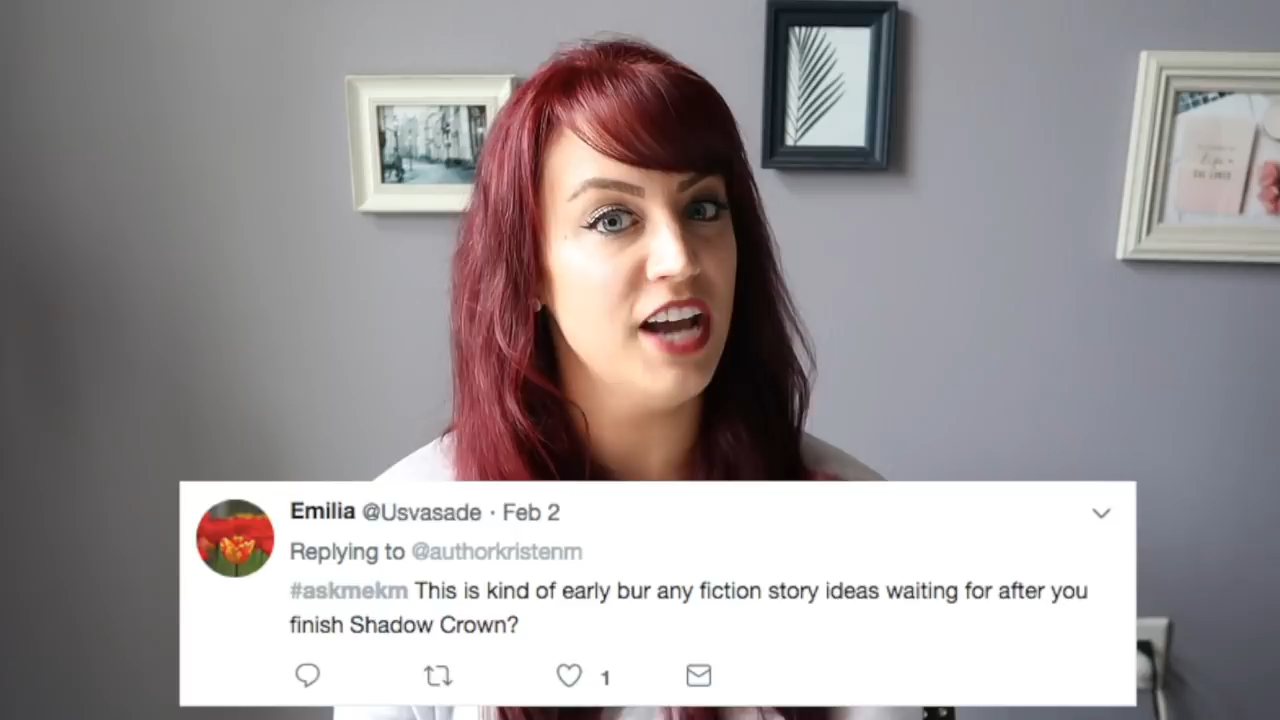 Emilia @Usvasade · Feb 2
Replying to @authorkristenm
#askmekm This is kind of early bur any fiction story ideas waiting for after you
finish Shadow Crown?
1